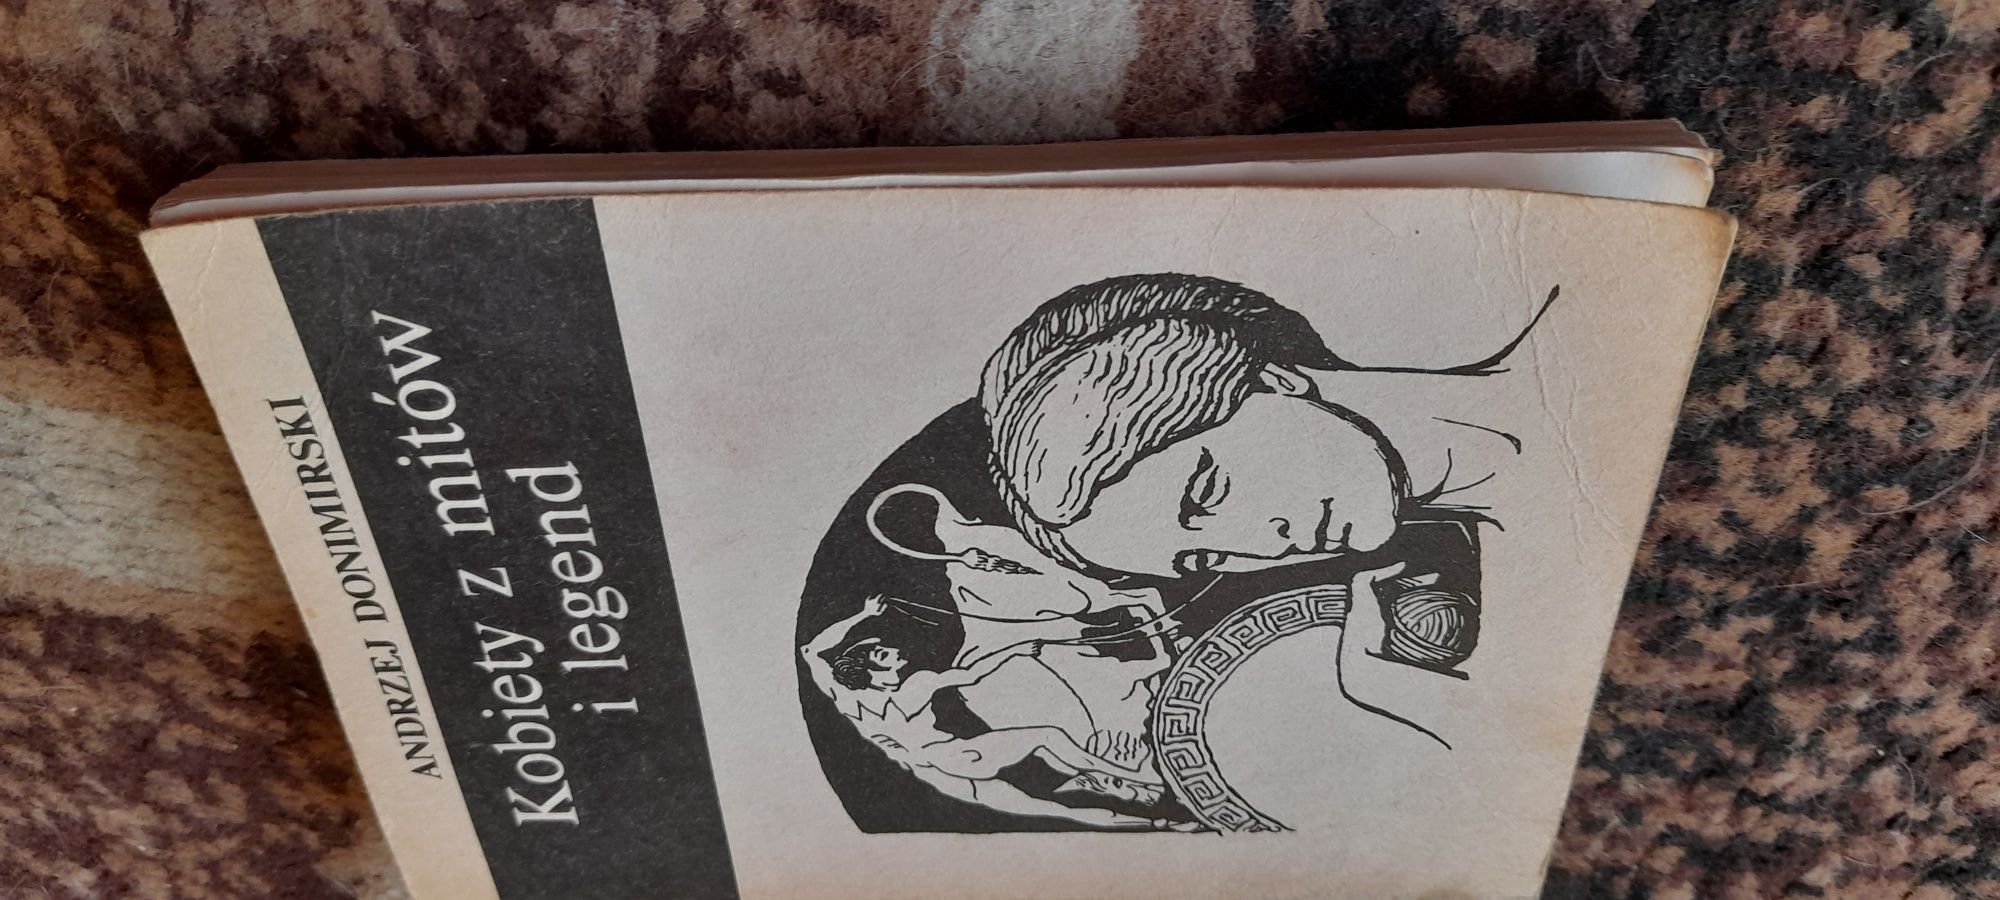 ANDRZEJ DONIMIRSKI
Kobiety z mitów
i legend